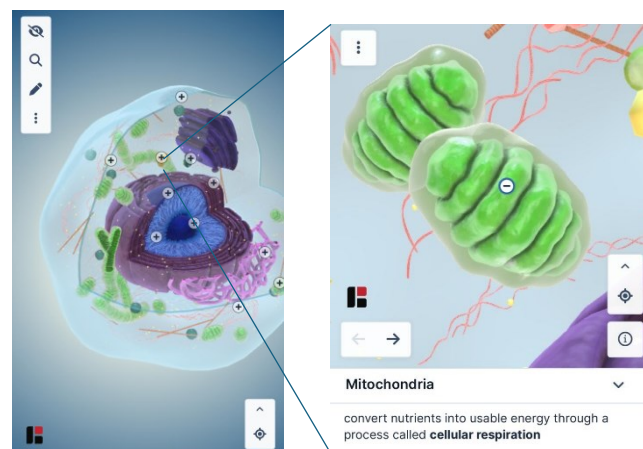 Mitochondria
convert nutrients into usable energy through a
process called cellular respiration